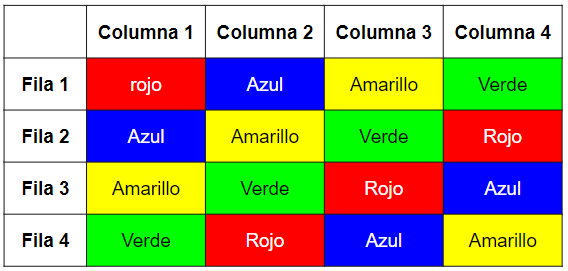 Columna 1 Columna 2 Columna 3 Columna 4
Fila 1 rojo Azul Amarillo Verde
Fila 2 Azul Amarillo Verde Rojo
Fila 3 Amarillo Verde Rojo Azul
Fila 4 Verde Rojo Azul Amarillo